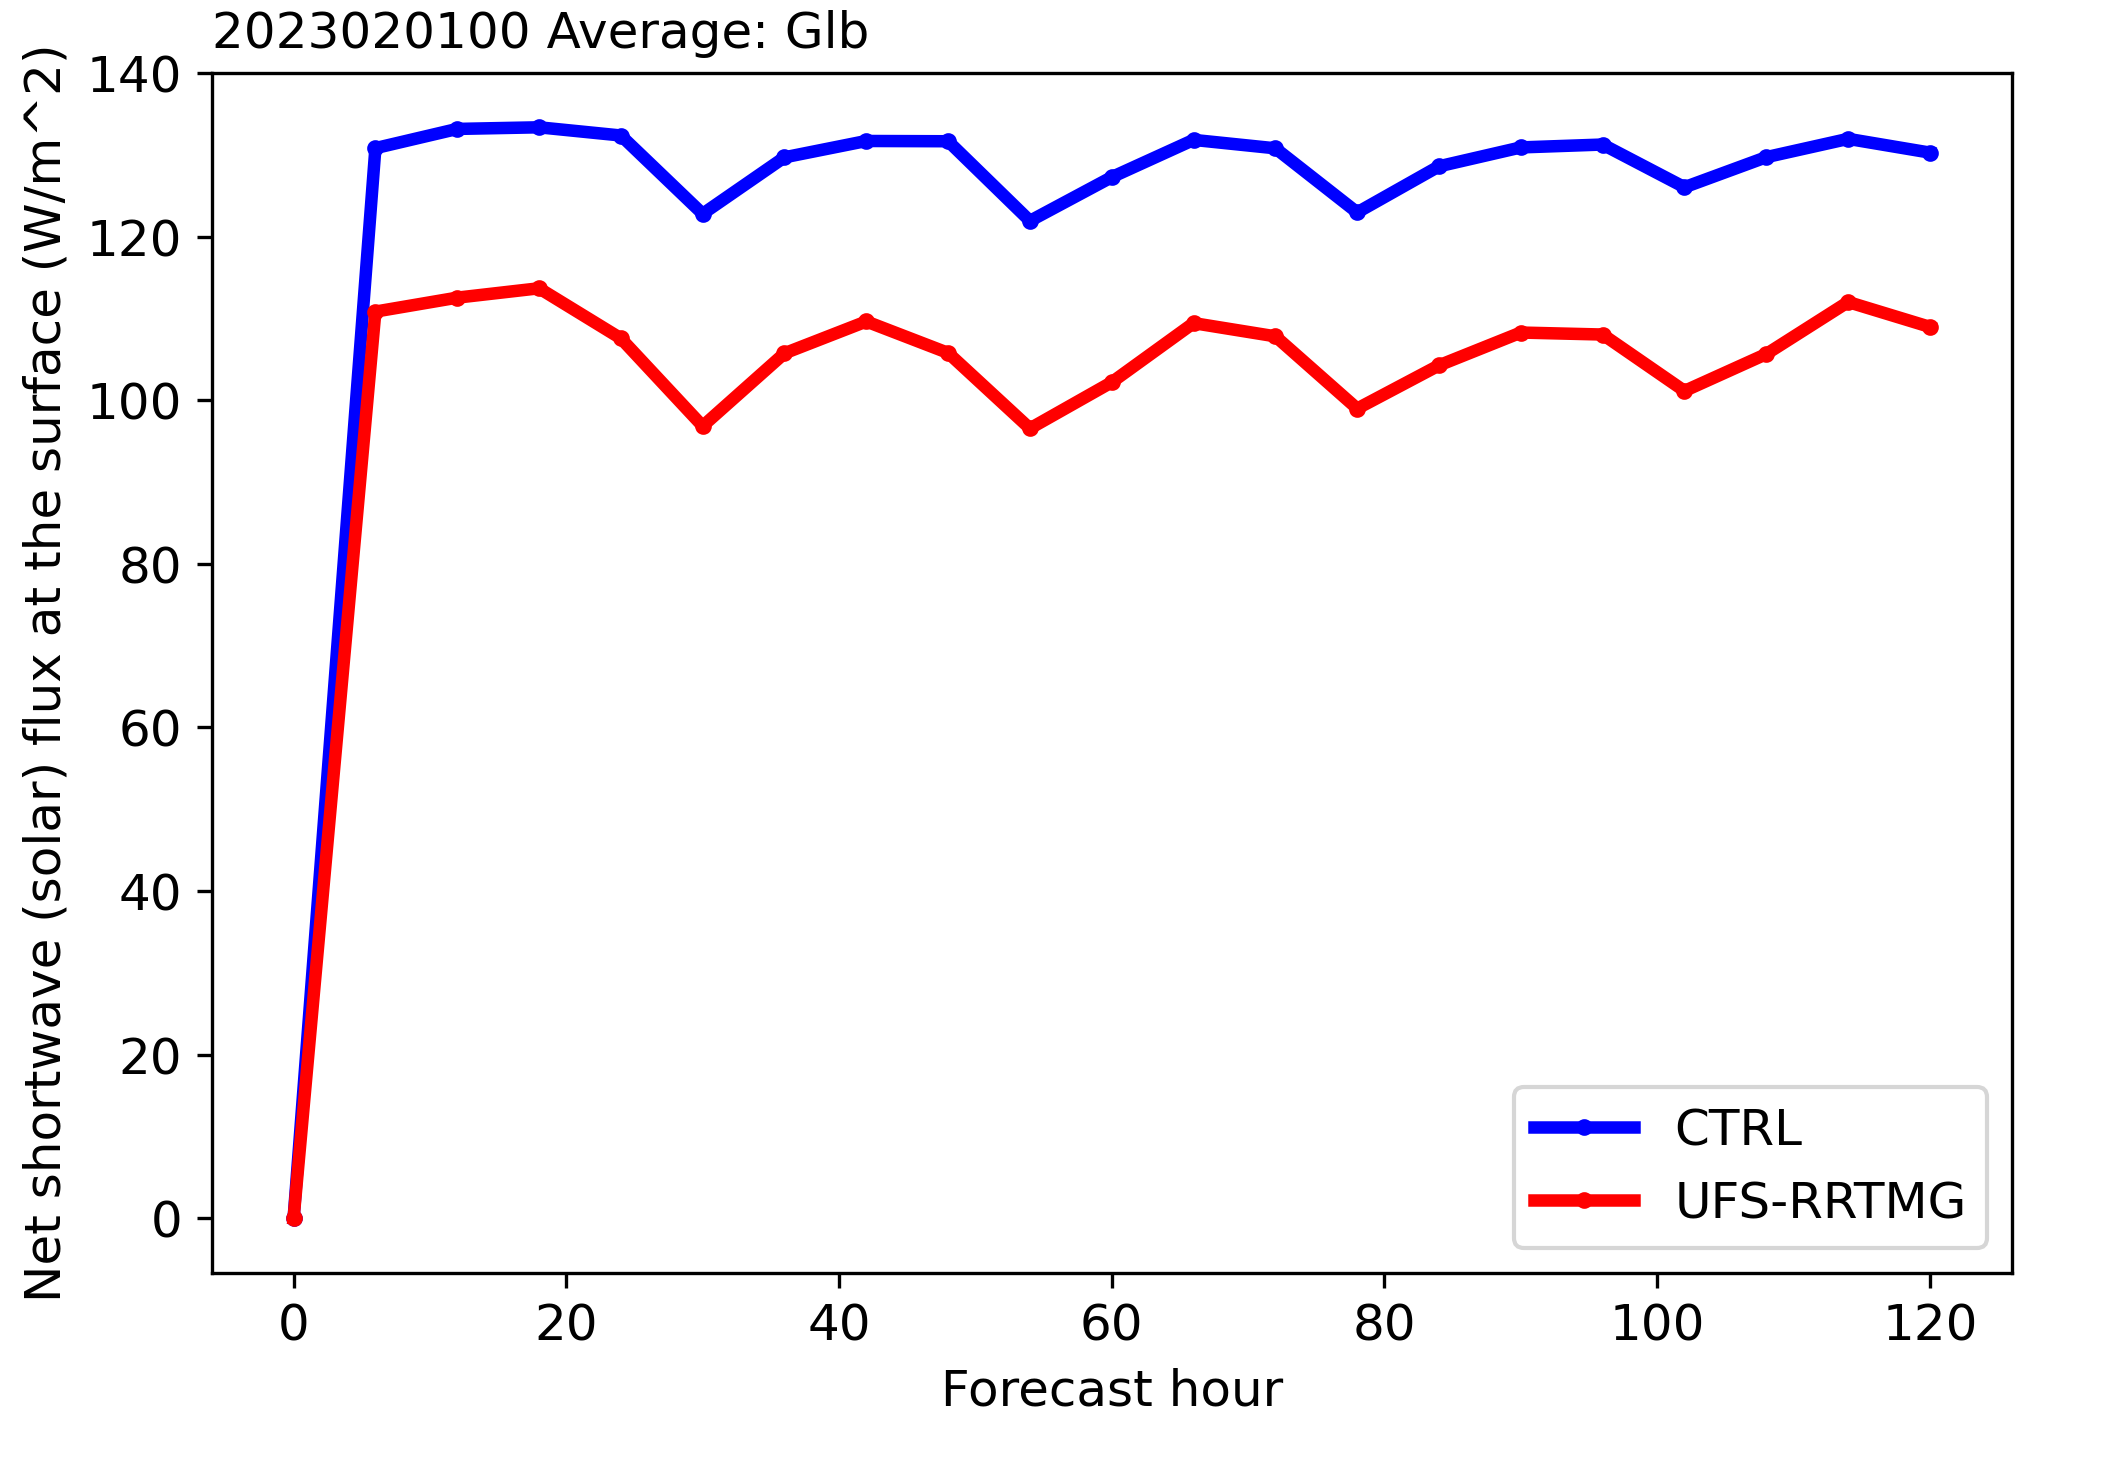 2023020100 Average: Glb
Net shortwave (solar) flux at the surface (W/m^2)
140
120
100
80
60
40
20
0
0 20 40 60 80 100 120
Forecast hour
CTRL
UFS-RRTMG